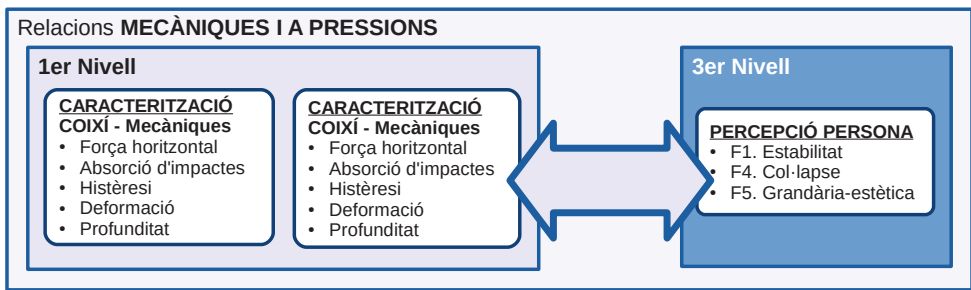 Relacions MECÀNIQUES I A PRESSIONS
1er Nivell
CARACTERITZACIÓ
COIXÍ - Mecàniques
• Força horitzontal
• Absorció d'impactes
• Histèresi
• Deformació
• Profunditat
CARACTERITZACIÓ
COIXÍ - Mecàniques
• Força horitzontal
• Absorció d'impactes
• Histèresi
• Deformació
• Profunditat
3er Nivell
PERCEPCIÓ PERSONA
• F1. Estabilitat
• F4. Col·lapse
• F5. Grandària-estètica